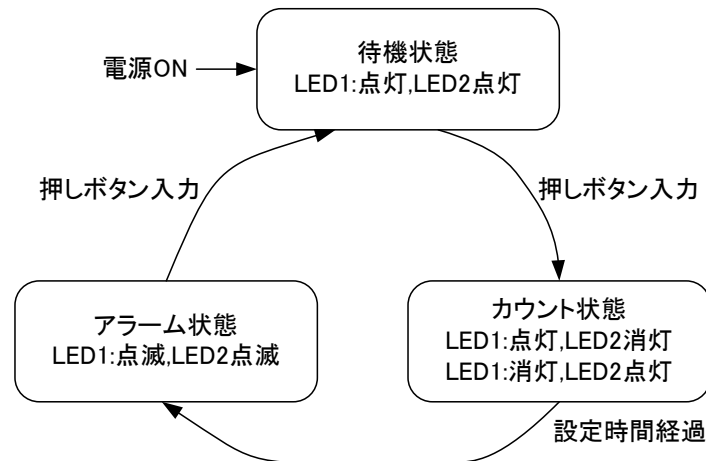 待機状態
LED1:点灯,LED2点灯
電源ON
押しボタン入力
押しボタン入力
アラーム状態
LED1:点滅,LED2点滅
カウント状態
LED1:点灯,LED2消灯
LED1:消灯,LED2点灯
設定時間経過